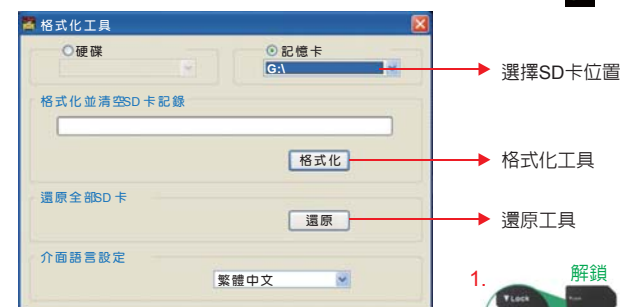 格式化工具
硬碟 記憶卡
G:\ 選擇SD卡位置
格式化並清空SD卡記錄
格式化 格式化工具
還原全部SD卡
還原 還原工具
介面語言設定
繁體中文
1. 解鎖
▼Lock